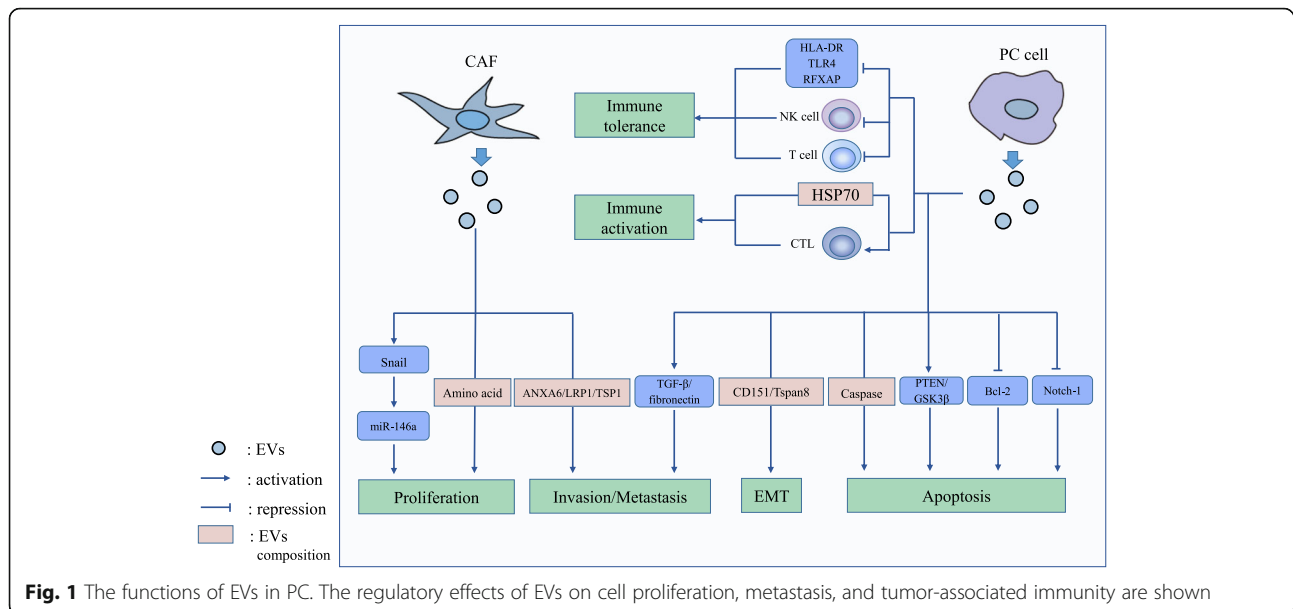 CAF
HLA-DR
TLR4
RFXAP
PC cell
Immune
tolerance
NK cell
T cell
HSP70
Immune
activation
CTL
Snail
miR-146a
Amino acid
ANXA6/LRP1/TSP1
TGF-β/
fibronectin
CD151/Tspan8
Caspase
PTEN/
GSK3β
Bcl-2
Notch-1
Proliferation
Invasion/Metastasis
EMT
Apoptosis
: EVs
: activation
: repression
: EVs
composition
Fig. 1 The functions of EVs in PC. The regulatory effects of EVs on cell proliferation, metastasis, and tumor-associated immunity are shown